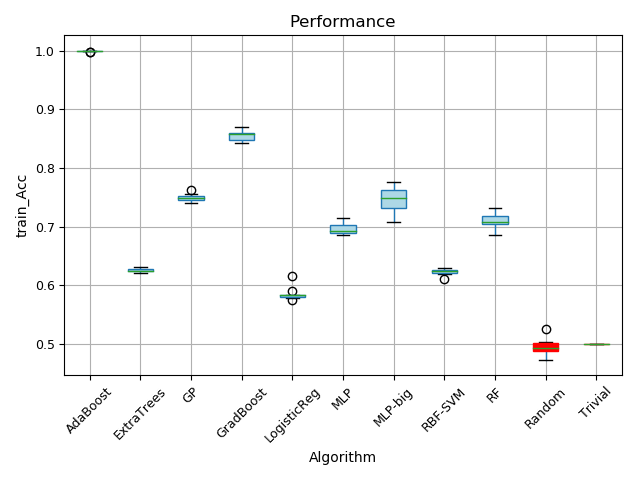 Performance
train_Acc
1.0
0.9
0.8
0.7
0.6
0.5
AdaBoost
ExtraTrees
GP
GradBoost
LogisticReg
MLP
MLP-big
RBF-SVM
RF
Random
Trivial
Algorithm